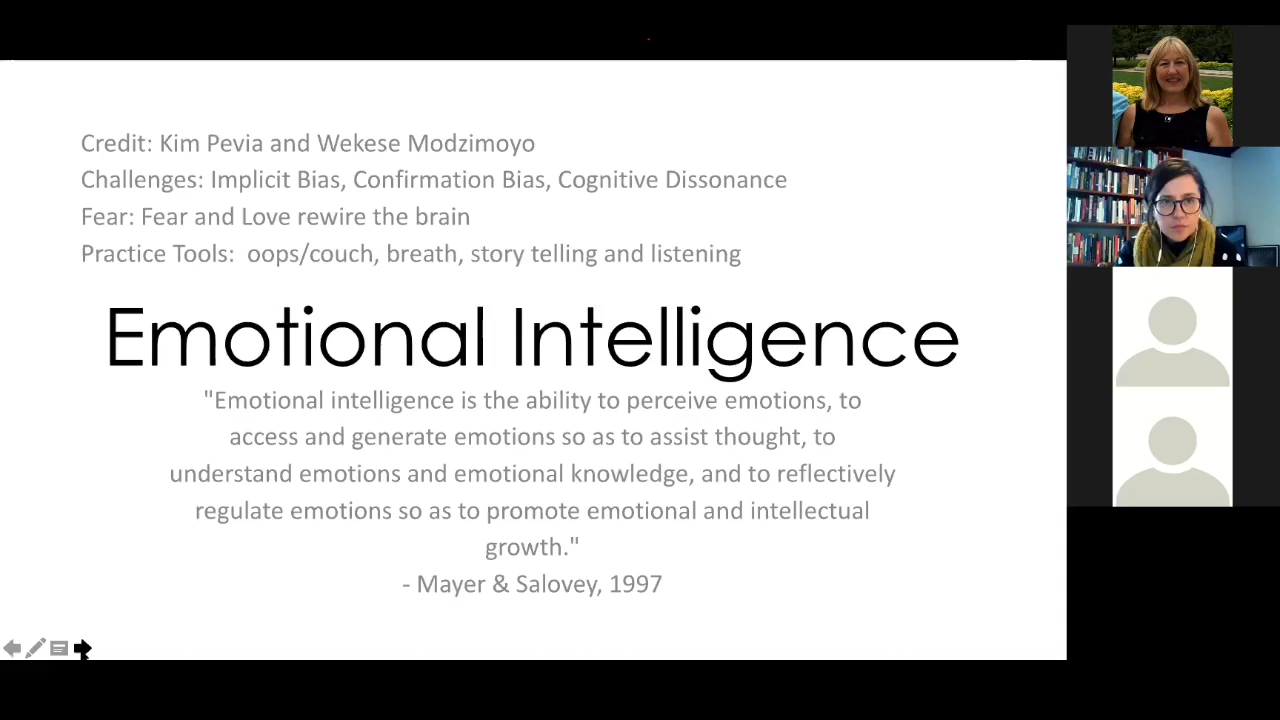 Credit: Kim Pevia and Wekese Modzimoyo
Challenges: Implicit Bias, Confirmation Bias, Cognitive Dissonance
Fear: Fear and Love rewire the brain
Practice Tools:  oops/couch, breath, story telling and listening
Emotional Intelligence
"Emotional intelligence is the ability to perceive emotions, to
access and generate emotions so as to assist thought, to
understand emotions and emotional knowledge, and to reflectively
regulate emotions so as to promote emotional and intellectual
growth."
- Mayer & Salovey, 1997